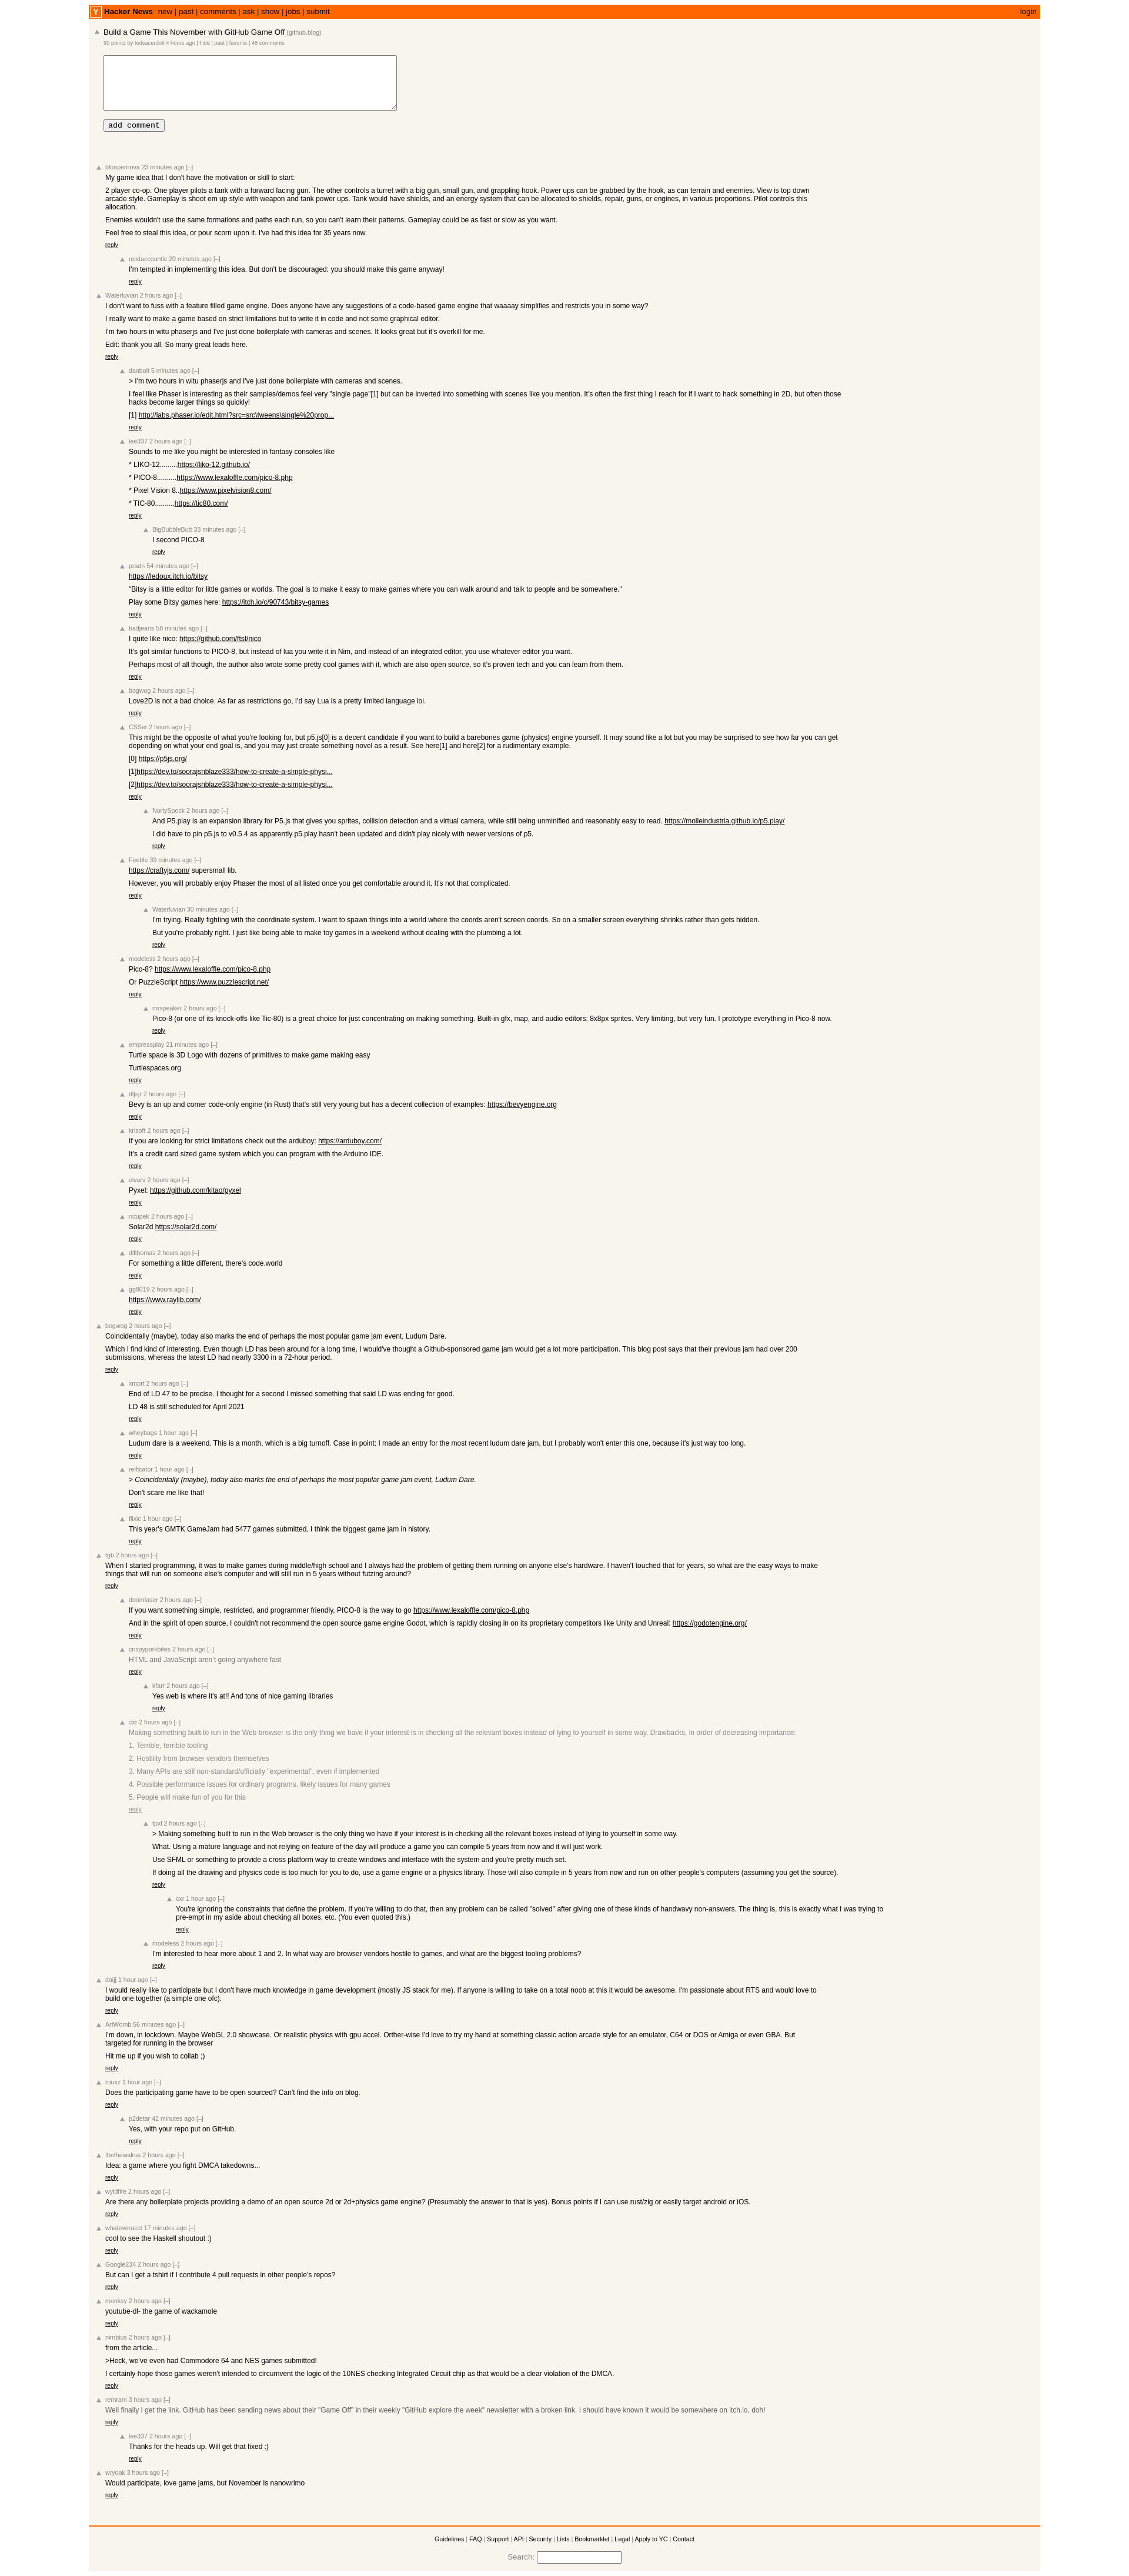 Y Hacker News new | past | comments | ask | show | jobs | submit login
Build a Game This November with GitHub Game Off (github.blog)
60 points by todsacerdoti 4 hours ago | hide | past | favorite | 48 comments
add comment
bloopernova 23 minutes ago [–]
My game idea that I don't have the motivation or skill to start:
2 player co-op. One player pilots a tank with a forward facing gun. The other controls a turret with a big gun, small gun, and grappling hook. Power ups can be grabbed by the hook, as can terrain and enemies. View is top down
arcade style. Gameplay is shoot em up style with weapon and tank power ups. Tank would have shields, and an energy system that can be allocated to shields, repair, guns, or engines, in various proportions. Pilot controls this
allocation.
Enemies wouldn't use the same formations and paths each run, so you can't learn their patterns. Gameplay could be as fast or slow as you want.
Feel free to steal this idea, or pour scorn upon it. I've had this idea for 35 years now.
reply
nextaccountic 20 minutes ago [–]
I'm tempted in implementing this idea. But don't be discouraged: you should make this game anyway!
reply
Waterluvian 2 hours ago [–]
I don't want to fuss with a feature filled game engine. Does anyone have any suggestions of a code-based game engine that waaaay simplifies and restricts you in some way?
I really want to make a game based on strict limitations but to write it in code and not some graphical editor.
I'm two hours in witu phaserjs and I've just done boilerplate with cameras and scenes. It looks great but it's overkill for me.
Edit: thank you all. So many great leads here.
reply
danbolt 5 minutes ago [–]
> I'm two hours in witu phaserjs and I've just done boilerplate with cameras and scenes.
I feel like Phaser is interesting as their samples/demos feel very "single page"[1] but can be inverted into something with scenes like you mention. It's often the first thing I reach for if I want to hack something in 2D, but often those
hacks become larger things so quickly!
[1] http://labs.phaser.io/edit.html?src=src\tweens\single%20prop...
reply
lee337 2 hours ago [–]
Sounds to me like you might be interested in fantasy consoles like
* LIKO-12.........https://liko-12.github.io/
* PICO-8..........https://www.lexaloffle.com/pico-8.php
* Pixel Vision 8..https://www.pixelvision8.com/
* TIC-80..........https://tic80.com/
reply
BigBubbleButt 33 minutes ago [–]
I second PICO-8
reply
pradn 54 minutes ago [–]
https://ledoux.itch.io/bitsy
"Bitsy is a little editor for little games or worlds. The goal is to make it easy to make games where you can walk around and talk to people and be somewhere."
Play some Bitsy games here: https://itch.io/c/90743/bitsy-games
reply
badjeans 58 minutes ago [–]
I quite like nico: https://github.com/ftsf/nico
It's got similar functions to PICO-8, but instead of lua you write it in Nim, and instead of an integrated editor, you use whatever editor you want.
Perhaps most of all though, the author also wrote some pretty cool games with it, which are also open source, so it's proven tech and you can learn from them.
reply
bogwog 2 hours ago [–]
Love2D is not a bad choice. As far as restrictions go, I'd say Lua is a pretty limited language lol.
reply
CSSer 2 hours ago [–]
This might be the opposite of what you're looking for, but p5.js[0] is a decent candidate if you want to build a barebones game (physics) engine yourself. It may sound like a lot but you may be surprised to see how far you can get
depending on what your end goal is, and you may just create something novel as a result. See here[1] and here[2] for a rudimentary example.
[0] https://p5js.org/
[1]https://dev.to/soorajsnblaze333/how-to-create-a-simple-physi...
[2]https://dev.to/soorajsnblaze333/how-to-create-a-simple-physi...
reply
NortySpock 2 hours ago [–]
And P5.play is an expansion library for P5.js that gives you sprites, collision detection and a virtual camera, while still being unminified and reasonably easy to read. https://molleindustria.github.io/p5.play/
I did have to pin p5.js to v0.5.4 as apparently p5.play hasn't been updated and didn't play nicely with newer versions of p5.
reply
Feeble 39 minutes ago [–]
https://craftyjs.com/ supersmall lib.
However, you will probably enjoy Phaser the most of all listed once you get comfortable around it. It's not that complicated.
reply
Waterluvian 30 minutes ago [–]
I'm trying. Really fighting with the coordinate system. I want to spawn things into a world where the coords aren't screen coords. So on a smaller screen everything shrinks rather than gets hidden.
But you're probably right. I just like being able to make toy games in a weekend without dealing with the plumbing a lot.
reply
modeless 2 hours ago [–]
Pico-8? https://www.lexaloffle.com/pico-8.php
Or PuzzleScript https://www.puzzlescript.net/
reply
mrspeaker 2 hours ago [–]
Pico-8 (or one of its knock-offs like Tic-80) is a great choice for just concentrating on making something. Built-in gfx, map, and audio editors: 8x8px sprites. Very limiting, but very fun. I prototype everything in Pico-8 now.
reply
empressplay 21 minutes ago [–]
Turtle space is 3D Logo with dozens of primitives to make game making easy
Turtlespaces.org
reply
dljsjr 2 hours ago [–]
Bevy is an up and comer code-only engine (in Rust) that's still very young but has a decent collection of examples: https://bevyengine.org
reply
krisoft 2 hours ago [–]
If you are looking for strict limitations check out the arduboy: https://arduboy.com/
It's a credit card sized game system which you can program with the Arduino IDE.
reply
eivarv 2 hours ago [–]
Pyxel: https://github.com/kitao/pyxel
reply
rstupek 2 hours ago [–]
Solar2d https://solar2d.com/
reply
dllthomas 2 hours ago [–]
For something a little different, there's code.world
reply
gg8019 2 hours ago [–]
https://www.raylib.com/
reply
bogwog 2 hours ago [–]
Coincidentally (maybe), today also marks the end of perhaps the most popular game jam event, Ludum Dare.
Which I find kind of interesting. Even though LD has been around for a long time, I would've thought a Github-sponsored game jam would get a lot more participation. This blog post says that their previous jam had over 200
submissions, whereas the latest LD had nearly 3300 in a 72-hour period.
reply
xmprt 2 hours ago [–]
End of LD 47 to be precise. I thought for a second I missed something that said LD was ending for good.
LD 48 is still scheduled for April 2021
reply
wheybags 1 hour ago [–]
Ludum dare is a weekend. This is a month, which is a big turnoff. Case in point: I made an entry for the most recent ludum dare jam, but I probably won't enter this one, because it's just way too long.
reply
reificator 1 hour ago [–]
> Coincidentally (maybe), today also marks the end of perhaps the most popular game jam event, Ludum Dare.
Don't scare me like that!
reply
flixic 1 hour ago [–]
This year's GMTK GameJam had 5477 games submitted, I think the biggest game jam in history.
reply
tgb 2 hours ago [–]
When I started programming, it was to make games during middle/high school and I always had the problem of getting them running on anyone else's hardware. I haven't touched that for years, so what are the easy ways to make
things that will run on someone else's computer and will still run in 5 years without futzing around?
reply
doomlaser 2 hours ago [–]
If you want something simple, restricted, and programmer friendly, PICO-8 is the way to go https://www.lexaloffle.com/pico-8.php
And in the spirit of open source, I couldn't not recommend the open source game engine Godot, which is rapidly closing in on its proprietary competitors like Unity and Unreal: https://godotengine.org/
reply
crispyporkbites 2 hours ago [–]
HTML and JavaScript aren't going anywhere fast
reply
kfarr 2 hours ago [–]
Yes web is where it's at!! And tons of nice gaming libraries
reply
cxr 2 hours ago [–]
Making something built to run in the Web browser is the only thing we have if your interest is in checking all the relevant boxes instead of lying to yourself in some way. Drawbacks, in order of decreasing importance:
1. Terrible, terrible tooling
2. Hostility from browser vendors themselves
3. Many APIs are still non-standard/officially "experimental", even if implemented
4. Possible performance issues for ordinary programs, likely issues for many games
5. People will make fun of you for this
reply
tpxl 2 hours ago [–]
> Making something built to run in the Web browser is the only thing we have if your interest is in checking all the relevant boxes instead of lying to yourself in some way.
What. Using a mature language and not relying on feature of the day will produce a game you can compile 5 years from now and it will just work.
Use SFML or something to provide a cross platform way to create windows and interface with the system and you're pretty much set.
If doing all the drawing and physics code is too much for you to do, use a game engine or a physics library. Those will also compile in 5 years from now and run on other people's computers (assuming you get the source).
reply
cxr 1 hour ago [–]
You're ignoring the constraints that define the problem. If you're willing to do that, then any problem can be called "solved" after giving one of these kinds of handwavy non-answers. The thing is, this is exactly what I was trying to
pre-empt in my aside about checking all boxes, etc. (You even quoted this.)
reply
modeless 2 hours ago [–]
I'm interested to hear more about 1 and 2. In what way are browser vendors hostile to games, and what are the biggest tooling problems?
reply
dajjj 1 hour ago [–]
I would really like to participate but I don't have much knowledge in game development (mostly JS stack for me). If anyone is willing to take on a total noob at this it would be awesome. I'm passionate about RTS and would love to
build one together (a simple one ofc).
reply
ArtWomb 56 minutes ago [–]
I'm down, in lockdown. Maybe WebGL 2.0 showcase. Or realistic physics with gpu accel. Orther-wise I'd love to try my hand at something classic action arcade style for an emulator, C64 or DOS or Amiga or even GBA. But
targeted for running in the browser
Hit me up if you wish to collab ;)
reply
rouxz 1 hour ago [–]
Does the participating game have to be open sourced? Can't find the info on blog.
reply
p2detar 42 minutes ago [–]
Yes, with your repo put on GitHub.
reply
Ilsethewalrus 2 hours ago [–]
Idea: a game where you fight DMCA takedowns...
reply
wyldfire 2 hours ago [–]
Are there any boilerplate projects providing a demo of an open source 2d or 2d+physics game engine? (Presumably the answer to that is yes). Bonus points if I can use rust/zig or easily target android or iOS.
reply
whateveracct 17 minutes ago [–]
cool to see the Haskell shoutout :)
reply
Google234 2 hours ago [–]
But can I get a tshirt if I contribute 4 pull requests in other people's repos?
reply
monksy 2 hours ago [–]
youtube-dl- the game of wackamole
reply
nimbius 2 hours ago [–]
from the article...
>Heck, we've even had Commodore 64 and NES games submitted!
I certainly hope those games weren't intended to circumvent the logic of the 10NES checking Integrated Circuit chip as that would be a clear violation of the DMCA.
reply
remram 3 hours ago [–]
Well finally I get the link. GitHub has been sending news about their "Game Off" in their weekly "GitHub explore the week" newsletter with a broken link. I should have known it would be somewhere on itch.io, doh!
reply
lee337 2 hours ago [–]
Thanks for the heads up. Will get that fixed :)
reply
wryoak 3 hours ago [–]
Would participate, love game jams, but November is nanowrimo
reply
Guidelines | FAQ | Support | API | Security | Lists | Bookmarklet | Legal | Apply to YC | Contact
Search: